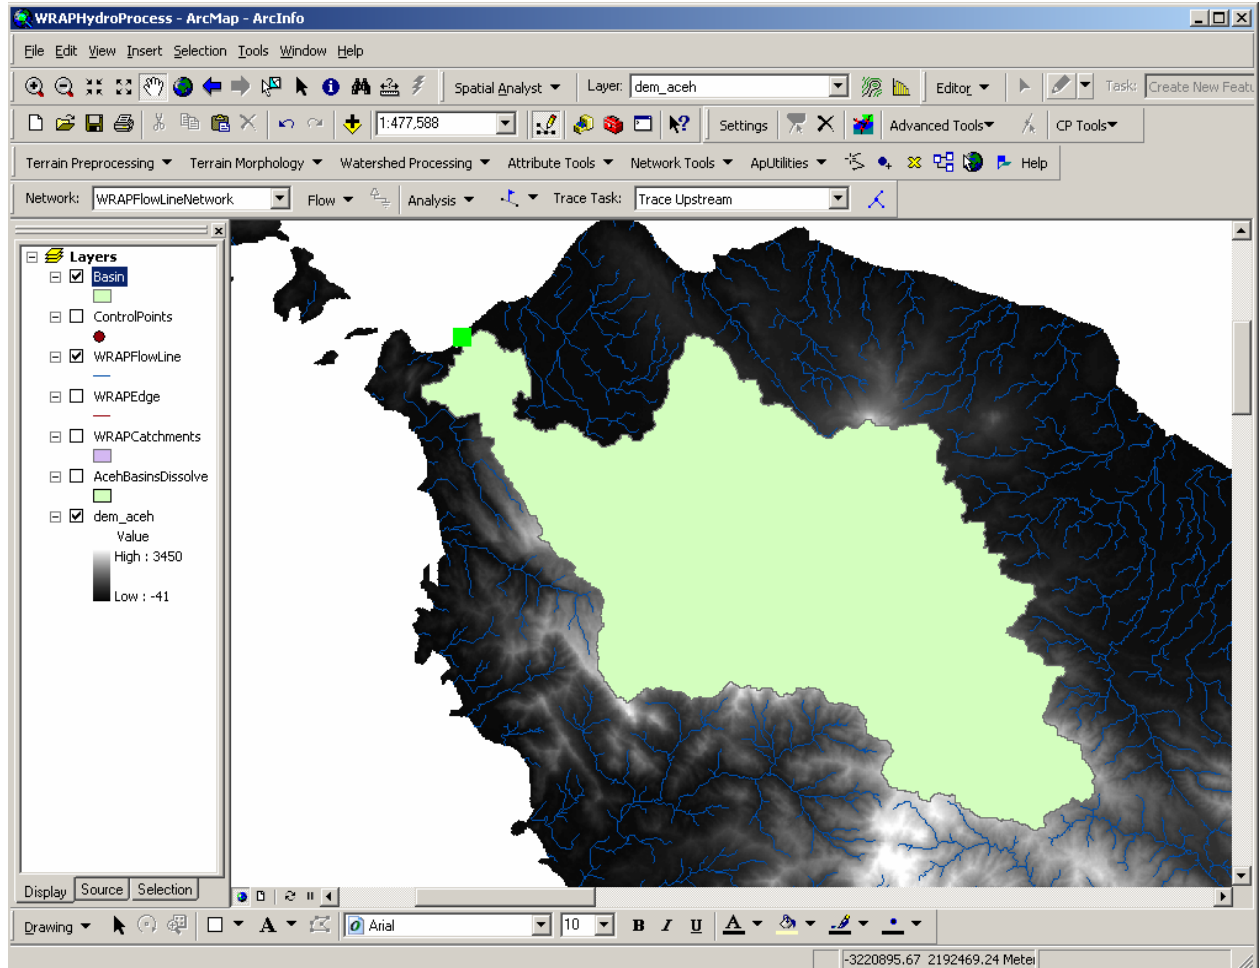 WRAPHydroProcess - ArcMap - ArcInfo
File Edit View Insert Selection Tools Window Help
Spatial Analyst Layer: dem_aceh Editor Task: Create New Featu
1:477,588 Settings Advanced Tools CP Tools
Terrain Preprocessing Terrain Morphology Watershed Processing Attribute Tools Network Tools ApUtilities Help
Network: WRAPFlowLineNetwork Flow Analysis Trace Task: Trace Upstream
Layers
Basin
ControlPoints
WRAPFlowLine
WRAPEdge
WRAPCatchments
AcehBasinsDissolve
dem_aceh
Value
High : 3450
Low : -41
Display Source Selection
Drawing A Arial 10 B I U A
-3220895.67 2192469.24 Meter